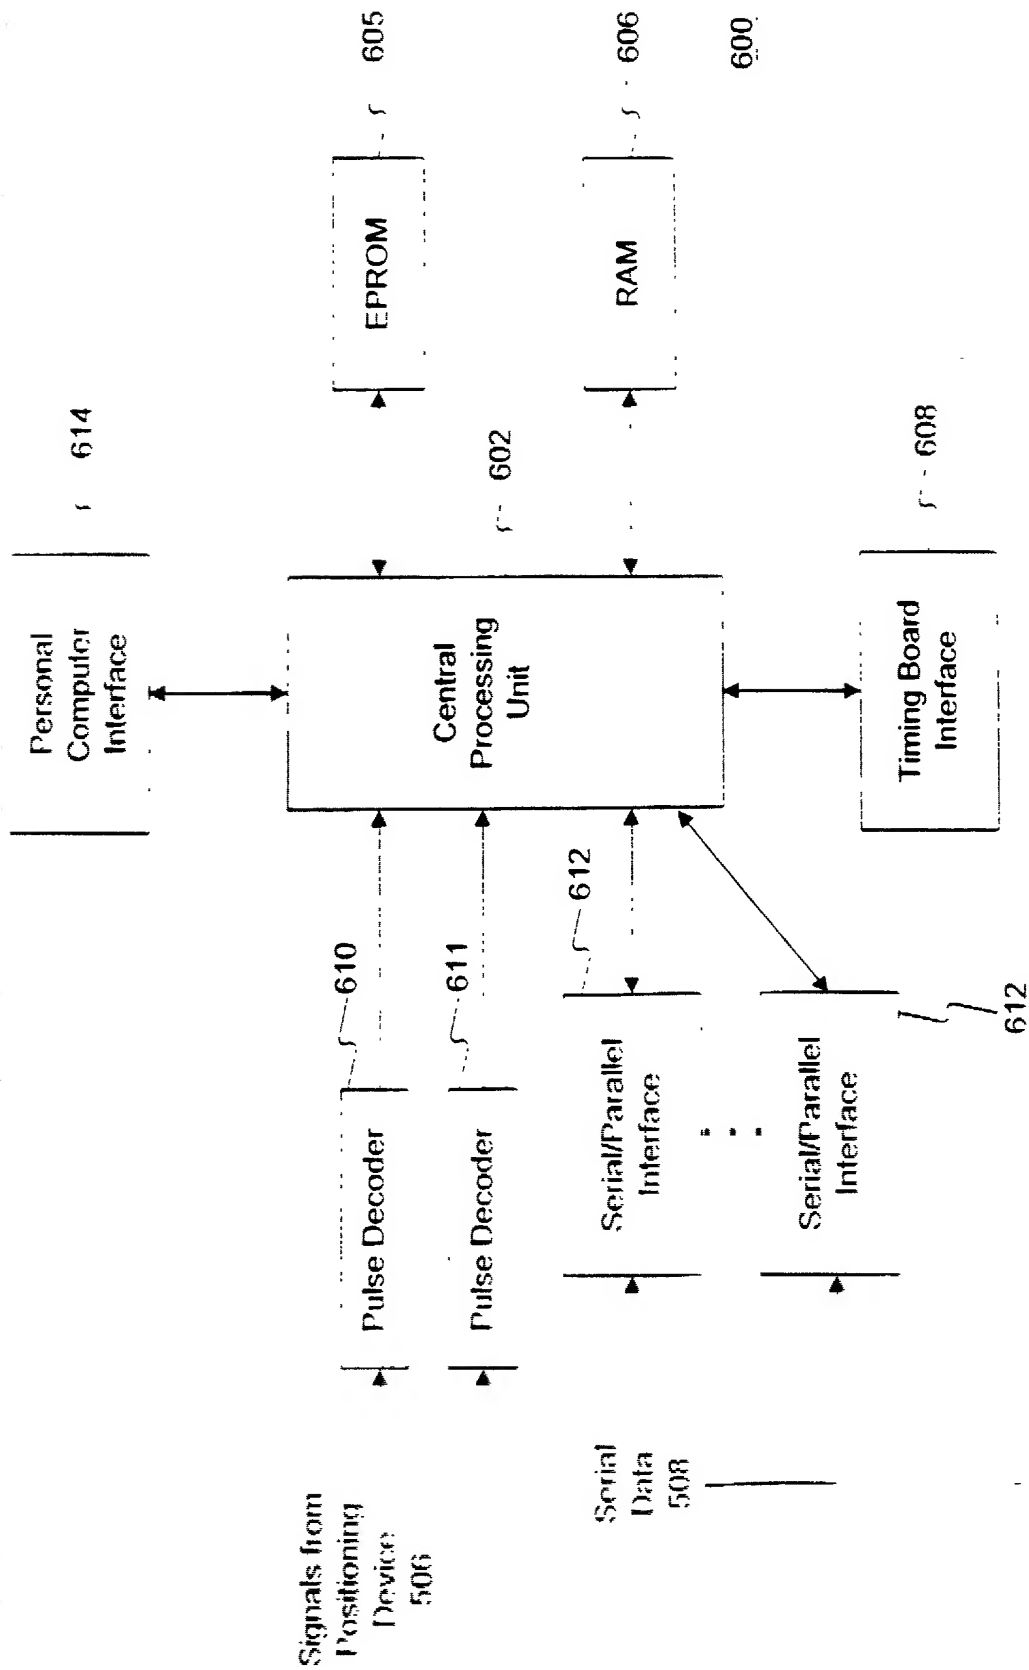 Signals from
Positioning
Device
506
Serial
Data
508
Pulse Decoder
610
Pulse Decoder
611
Serial/Parallel
Interface
612
Serial/Parallel
Interface
612
Personal
Computer
Interface
614
Central
Processing
Unit
602
Timing Board
Interface
608
EPROM
605
RAM
606
600